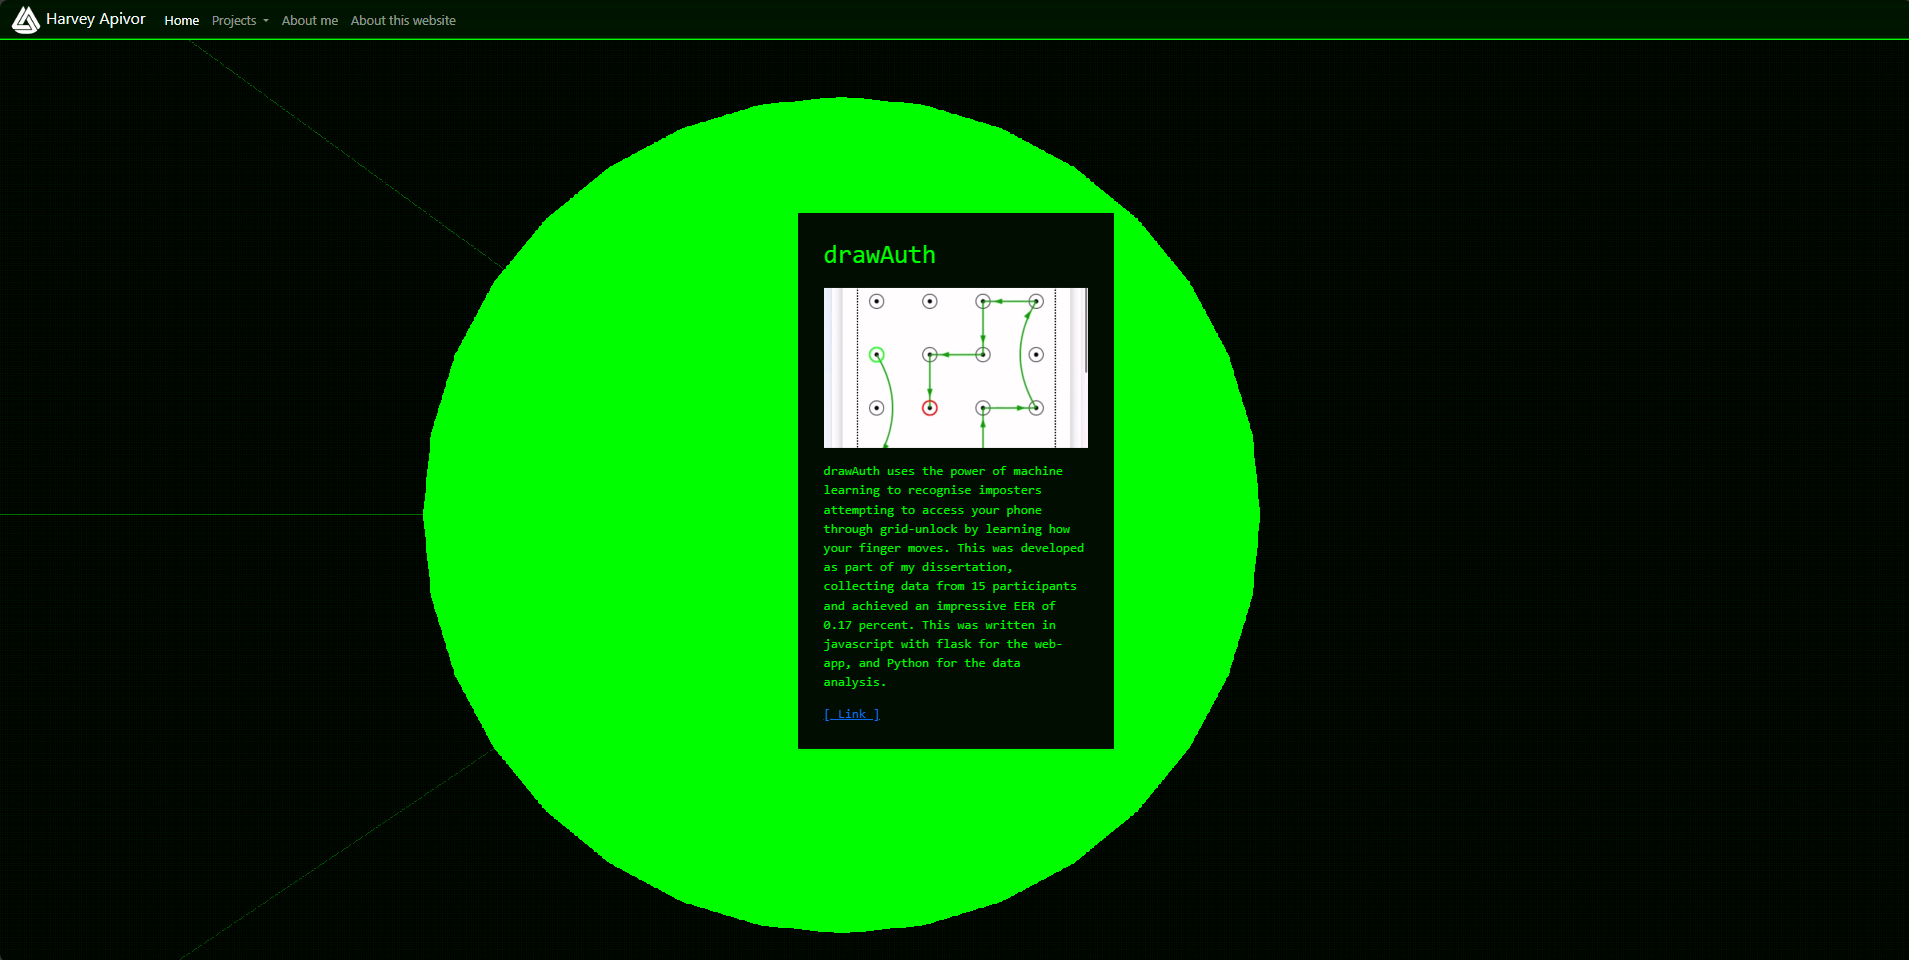 Harvey Apivor Home Projects About me About this website
drawAuth
drawAuth uses the power of machine
learning to recognise imposters
attempting to access your phone
through grid-unlock by learning how
your finger moves. This was developed
as part of my dissertation,
collecting data from 15 participants
and achieved an impressive EER of
0.17 percent. This was written in
javascript with flask for the web-
app, and Python for the data
analysis.
[ Link ]